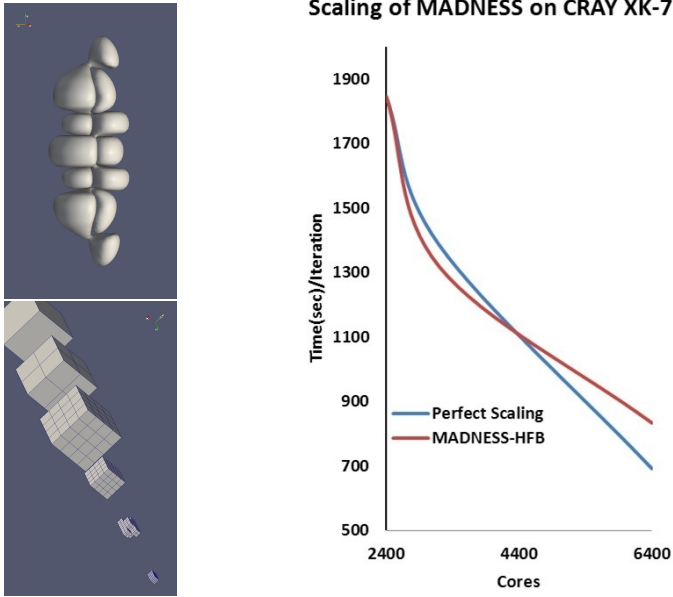 Scaling of MADNESS on CRAY XK-7
1900
1700
1500
1300
1100
900
700
500
Time(sec)/Iteration
Perfect Scaling
MADNESS-HFB
2400 4400 6400
Cores